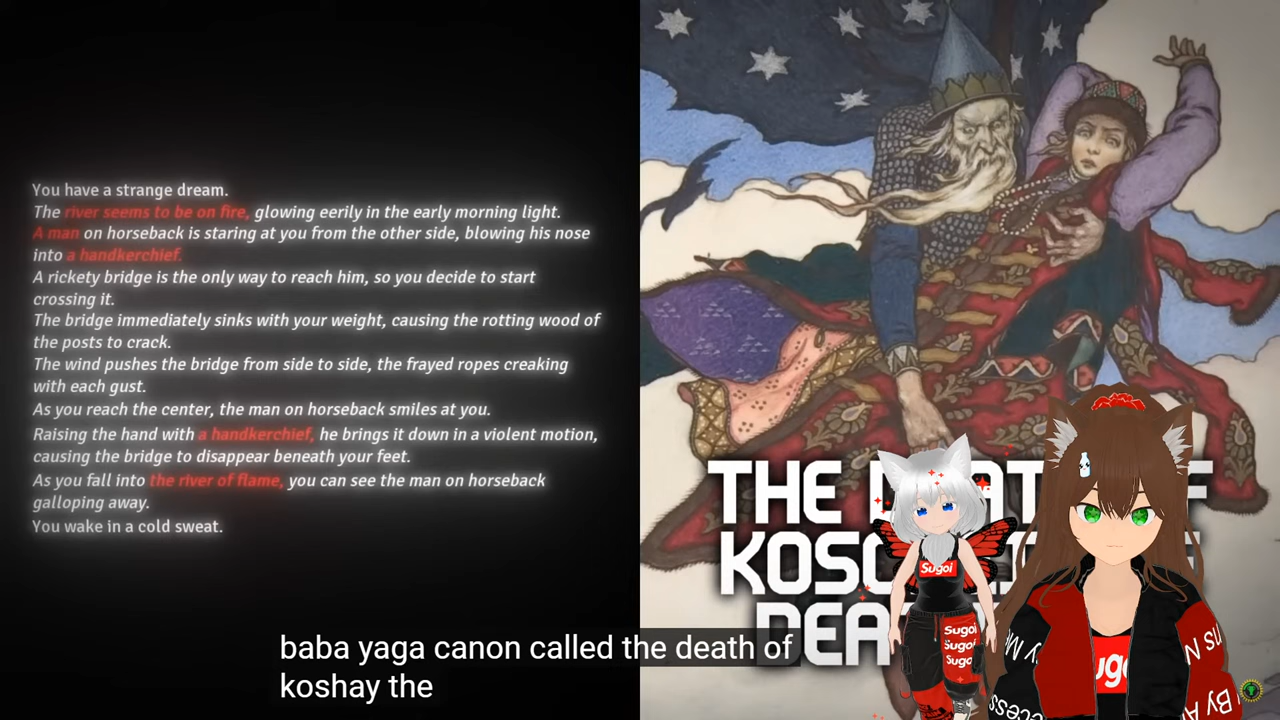 You have a strange dream.
The river seems to be on fire, glowing eerily in the early morning light.
A man on horseback is staring at you from the other side, blowing his nose
into a handkerchief.
A rickety bridge is the only way to reach him, so you decide to start
crossing it.
The bridge immediately sinks with your weight, causing the rotting wood of
the posts to crack.
The wind pushes the bridge from side to side, the frayed ropes creaking
with each gust.
As you reach the center, the man on horseback smiles at you.
Raising the hand with a handkerchief, he brings it down in a violent motion,
causing the bridge to disappear beneath your feet.
As you fall into the river of flame, you can see the man on horseback
galloping away.
You wake in a cold sweat.
THE
Sugoi
Sugoi
Sugoi
Sugoi
baba yaga canon called the death of
koshay the